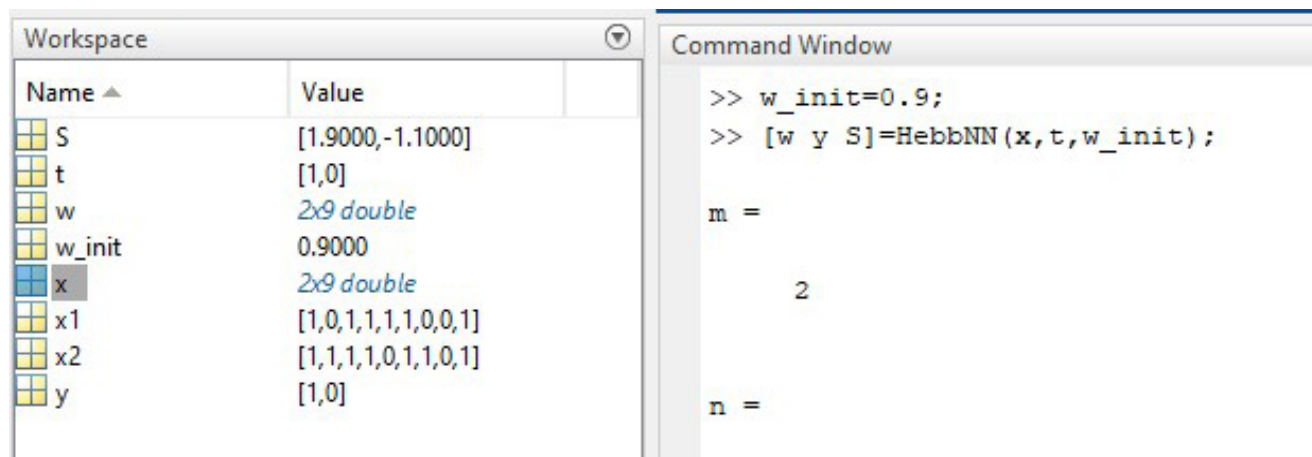 Workspace
Name Value
S [1.9000,-1.1000]
t [1,0]
w 2x9 double
w_init 0.9000
x 2x9 double
x1 [1,0,1,1,1,1,0,0,1]
x2 [1,1,1,1,0,1,1,0,1]
y [1,0]
Command Window
>> w_init=0.9;
>> [w y S]=HebbNN(x,t,w_init);
m =
2
n =